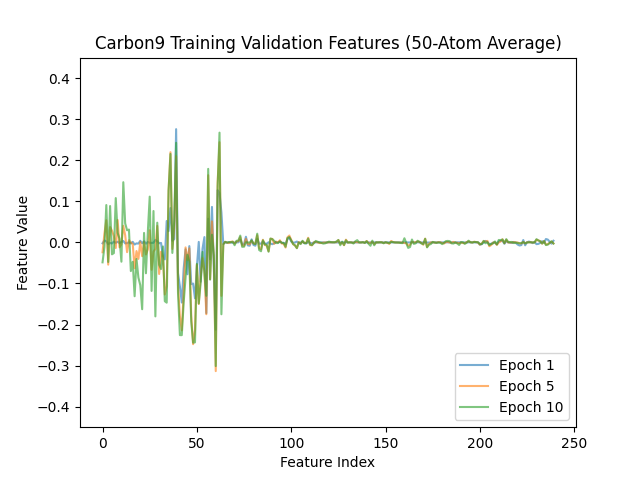 Carbon9 Training Validation Features (50-Atom Average)
Feature Value
0.4
0.3
0.2
0.1
0.0
−0.1
−0.2
−0.3
−0.4
Epoch 1
Epoch 5
Epoch 10
0 50 100 150 200 250
Feature Index